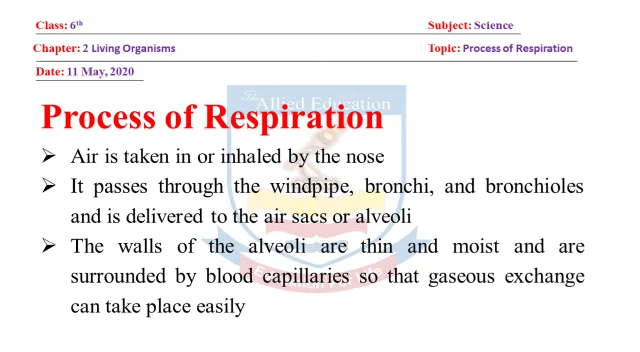 Class: 6th Subject: Science
Chapter: 2 Living Organisms Topic: Process of Respiration
Date: 11 May, 2020
The
Allied Education
Process of Respiration
➢ Air is taken in or inhaled by the nose
➢ It passes through the windpipe, bronchi, and bronchioles
and is delivered to the air sacs or alveoli
➢ The walls of the alveoli are thin and moist and are
surrounded by blood capillaries so that gaseous exchange
can take place easily